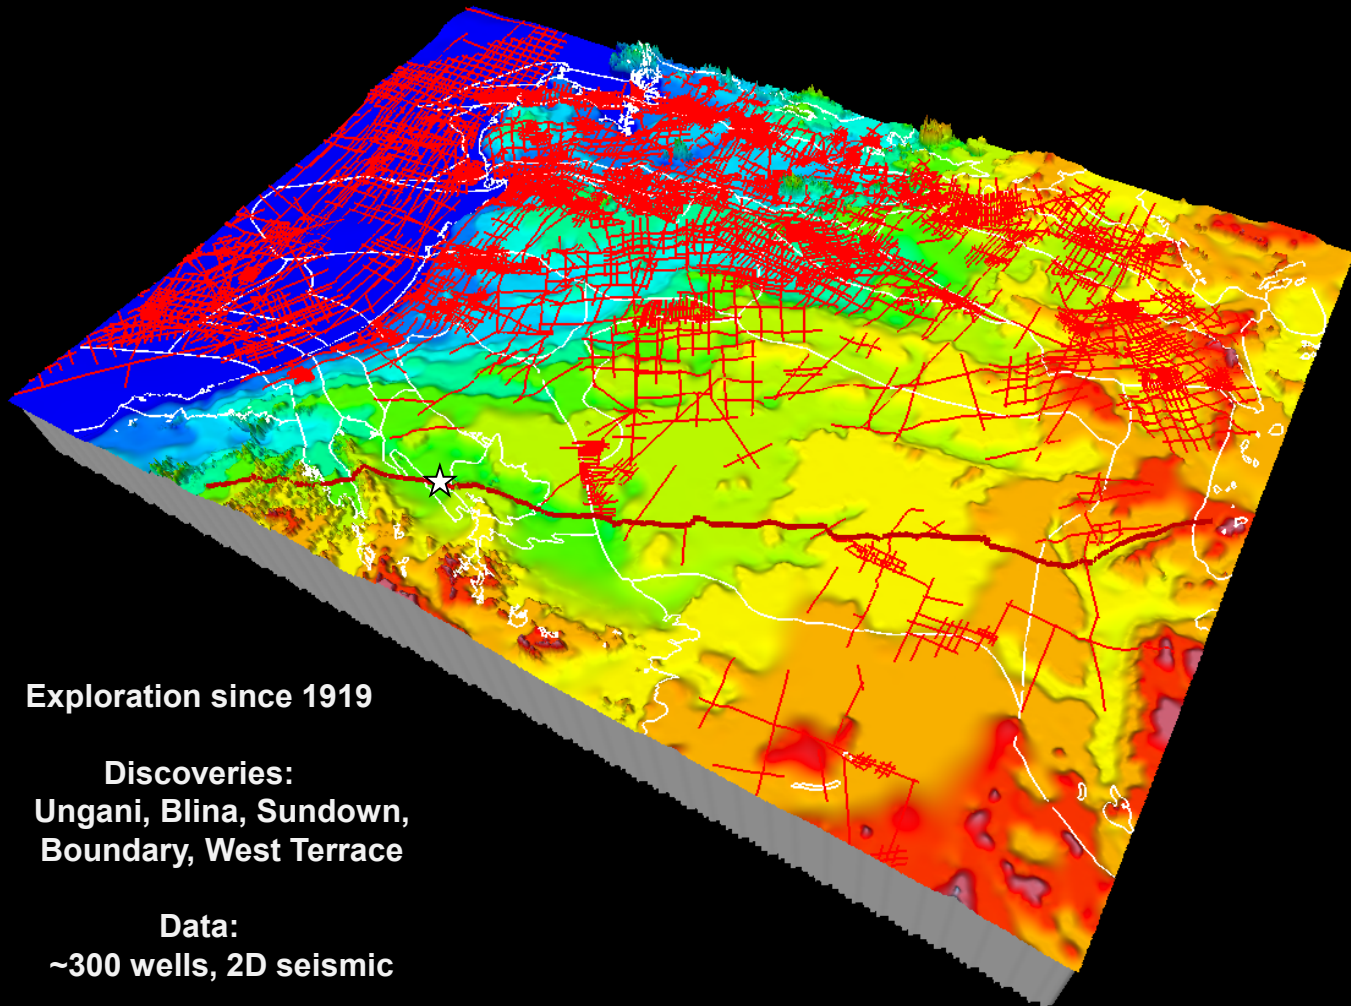 Exploration since 1919
Discoveries:
Ungani, Blina, Sundown,
Boundary, West Terrace
Data:
~300 wells, 2D seismic